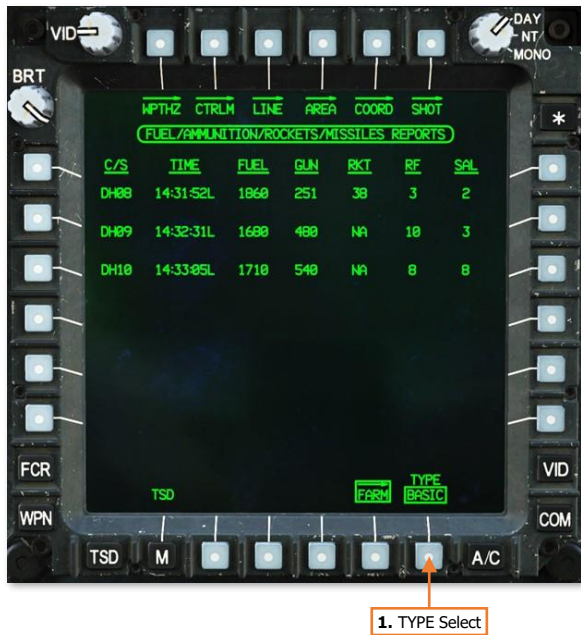 VID
DAY
NT
MONO
BRT
WPTHZ CTRLM LINE AREA COORD SHOT
*
FUEL/AMMUNITION/ROCKETS/MISSILES REPORTS
C/S TIME FUEL GUN RKT RF SAL
DH08 14:31:52L 1860 251 38 3 2
DH09 14:32:31L 1680 480 NA 10 3
DH10 14:33:05L 1710 540 NA 8 8
FCR
VID
TYPE
TSD FARM BASIC
WPN
COM
TSD M A/C
1. TYPE Select